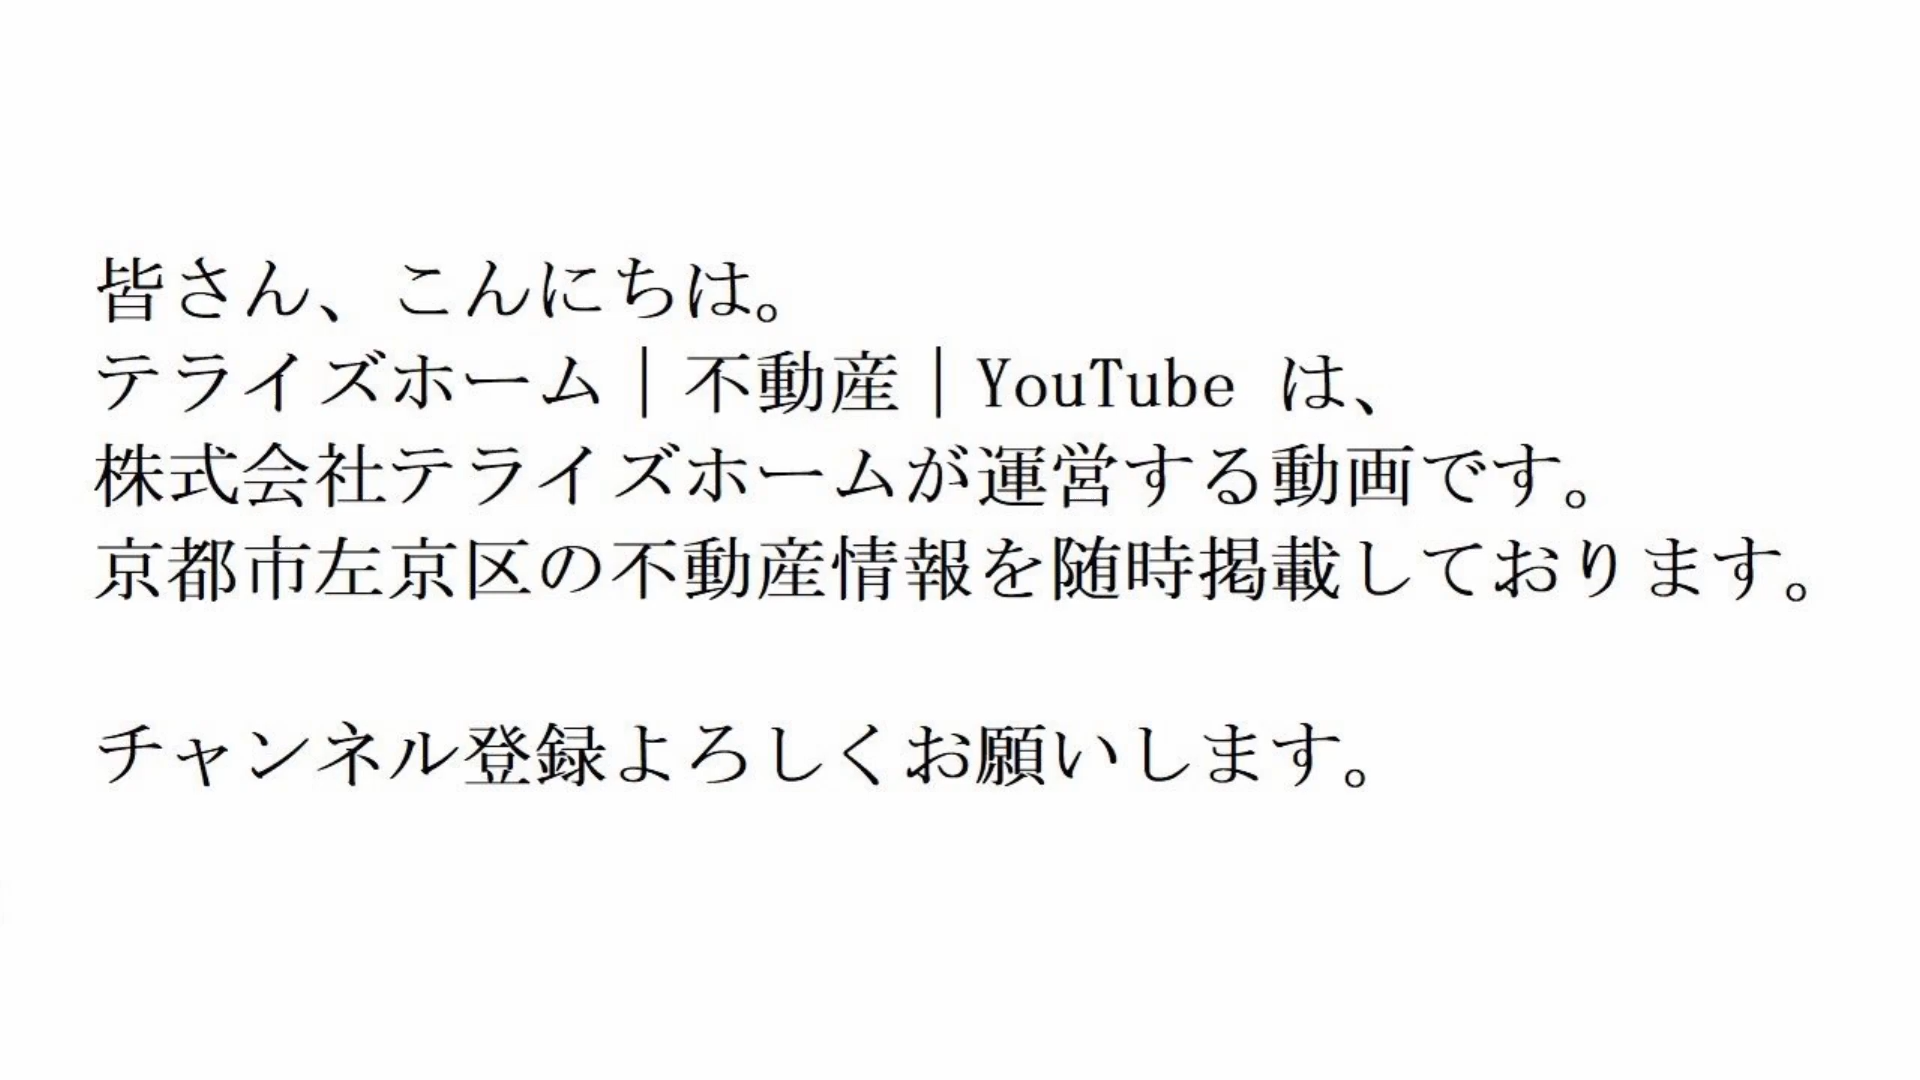 皆さん、こんにちは。
テライズホーム｜不動産｜YouTube は、
株式会社テライズホームが運営する動画です。
京都市左京区の不動産情報を随時掲載しております。
チャンネル登録よろしくお願いします。